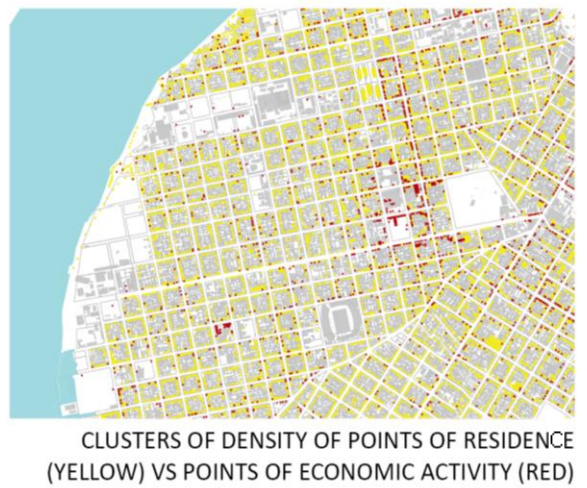 CLUSTERS OF DENSITY OF POINTS OF RESIDENCE
(YELLOW) VS POINTS OF ECONOMIC ACTIVITY (RED)